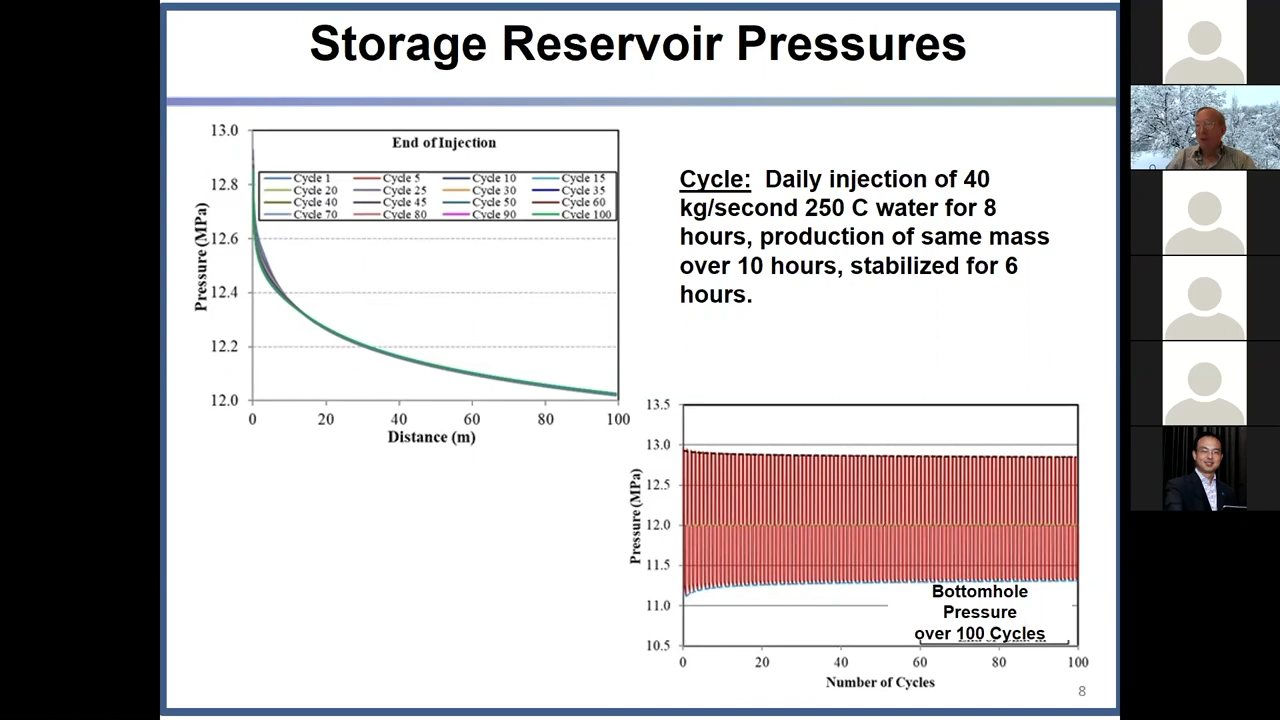 Storage Reservoir Pressures
End of Injection
Cycle 1 Cycle 5 Cycle 10 Cycle 15
Cycle 20 Cycle 25 Cycle 30 Cycle 35
Cycle 40 Cycle 45 Cycle 50 Cycle 60
Cycle 70 Cycle 80 Cycle 90 Cycle 100
13.0
12.8
12.6
12.4
12.2
12.0
Pressure (MPa)
0 20 40 60 80 100
Distance (m)
Cycle: Daily injection of 40
kg/second 250 C water for 8
hours, production of same mass
over 10 hours, stabilized for 6
hours.
13.5
13.0
12.5
12.0
11.5
11.0
10.5
Pressure (MPa)
Bottomhole
Pressure
over 100 Cycles
0 20 40 60 80 100
Number of Cycles
8